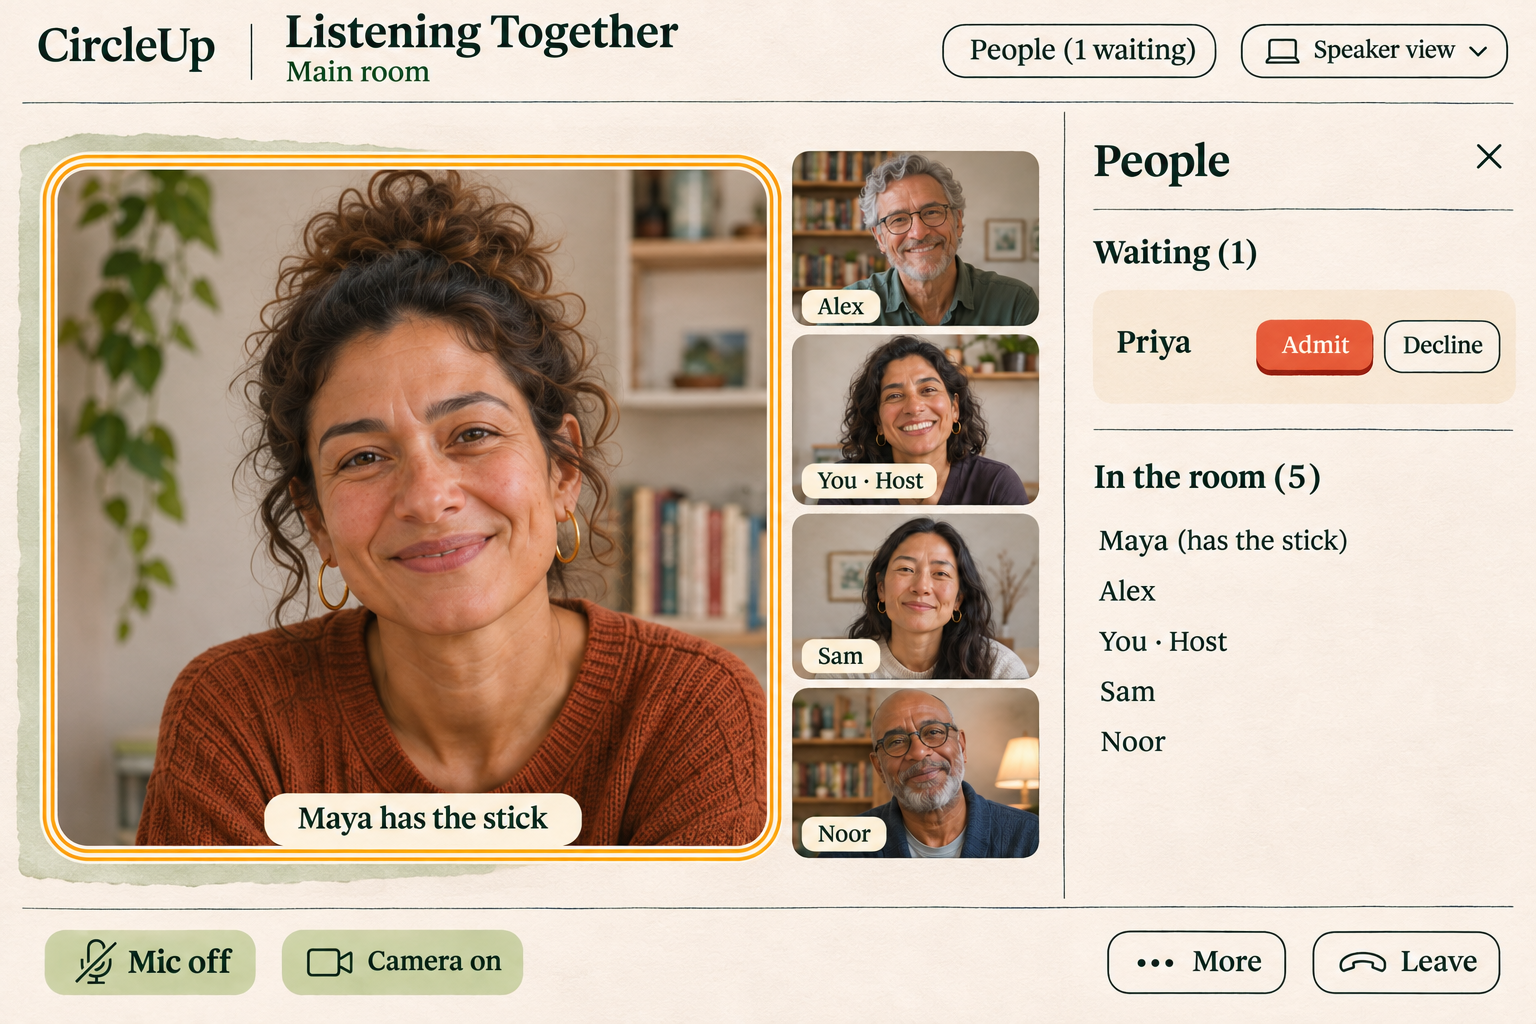 CircleUp
Listening Together
Main room
People (1 waiting)
Speaker view
Maya has the stick
Alex
You · Host
Sam
Noor
People
Waiting (1)
Priya
Admit
Decline
In the room (5)
Maya (has the stick)
Alex
You · Host
Sam
Noor
Mic off
Camera on
More
Leave